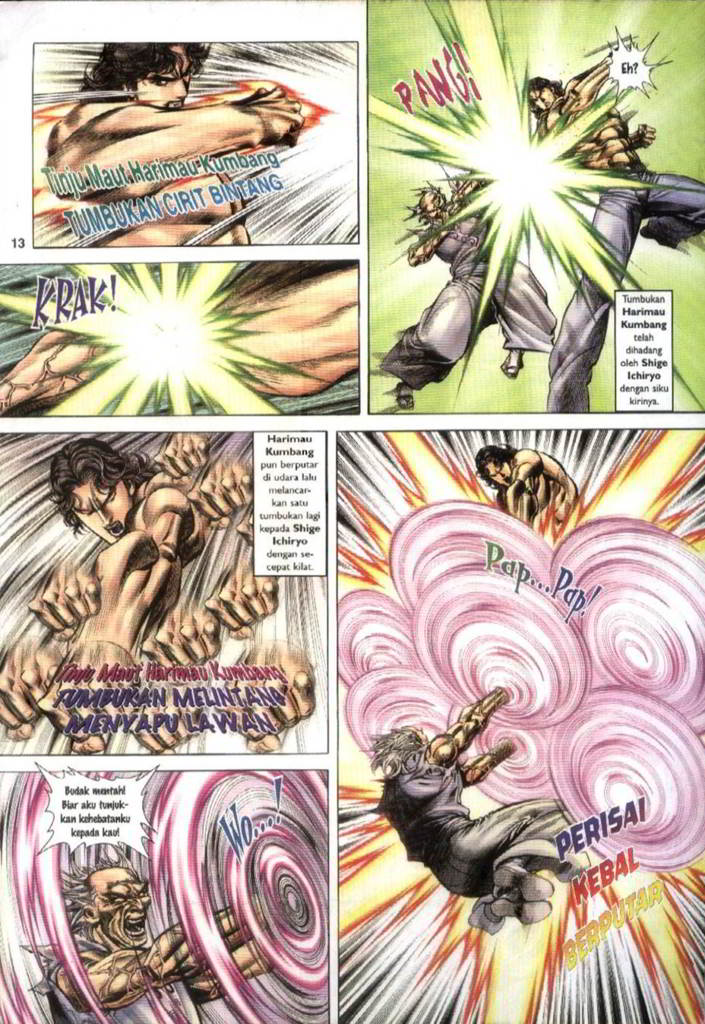 Tinju Maut Harimau Kumbang
TUMBUKAN CIRIT BINTANG
13
PANG!
Eh?
Tumbukan
Harimau
Kumbang
telah
dihadang
oleh Shige
Ichiryo
dengan siku
kirinya.
KRAK!
Harimau
Kumbang
pun berputar
di udara lalu
melancar-
kan satu
tumbukan lagi
kepada Shige
Ichiryo
dengan se-
cepat kilat.
Tinju Maut Harimau Kumbang
TUMBUKAN MELINTANG
MENYAPU LAWAN
Pap...Pap!
PERISAI
KEBAL
BERPUTAR
Budak mentah!
Biar aku tunjuk-
kan kehebatanku
kepada kau!
Wo....!